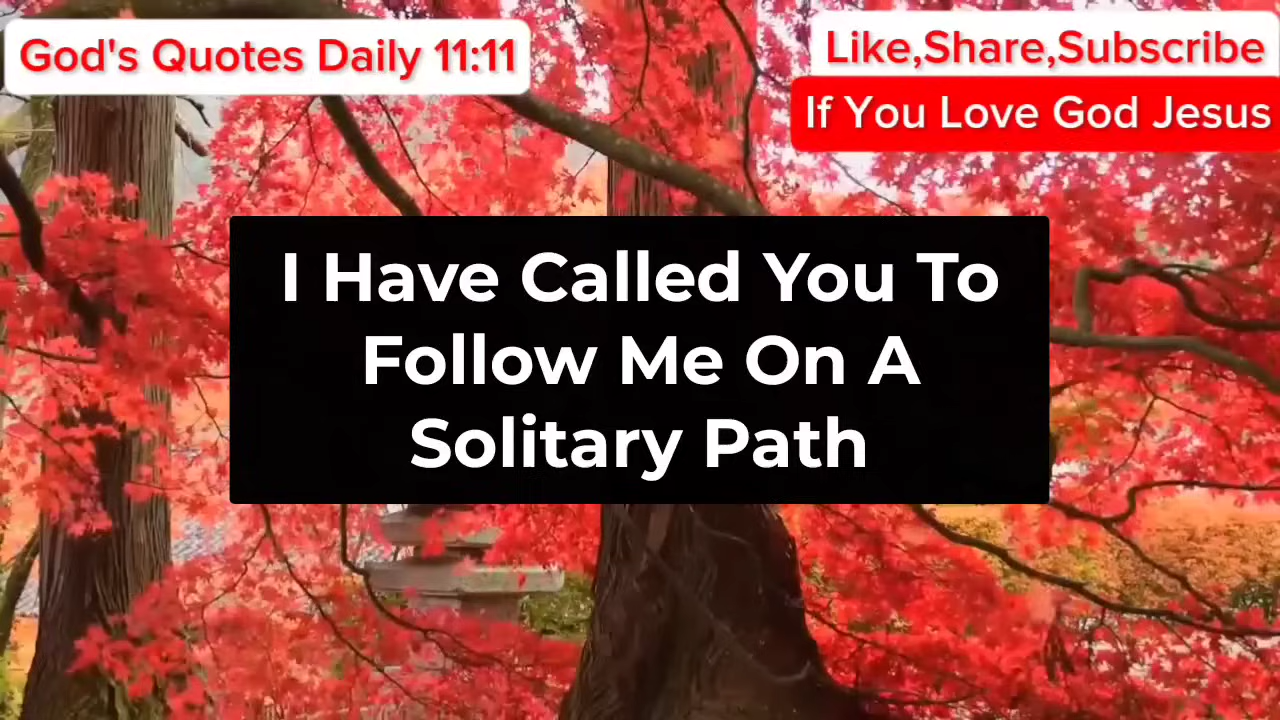 God's Quotes Daily 11:11
Like,Share,Subscribe
If You Love God Jesus
I Have Called You To
Follow Me On A
Solitary Path